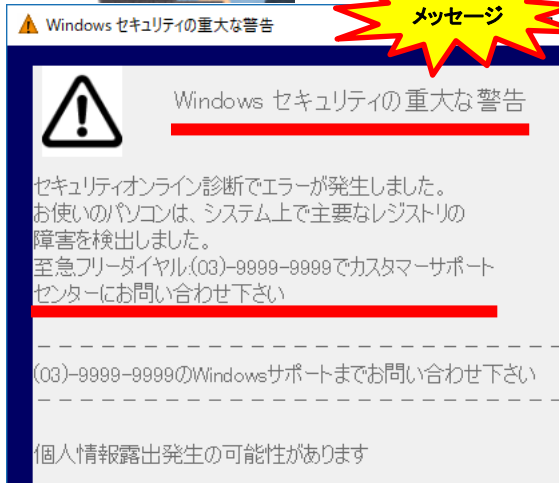 メッセージ
Windows セキュリティの重大な警告
Windows セキュリティの重大な警告
セキュリティオンライン診断でエラーが発生しました。
お使いのパソコンは、システム上で主要なレジストリの
障害を検出しました。
至急フリーダイヤル:(03)-9999-9999でカスタマーサポート
センターにお問い合わせ下さい
(03)-9999-9999のWindowsサポートまでお問い合わせ下さい
個人情報露出発生の可能性があります